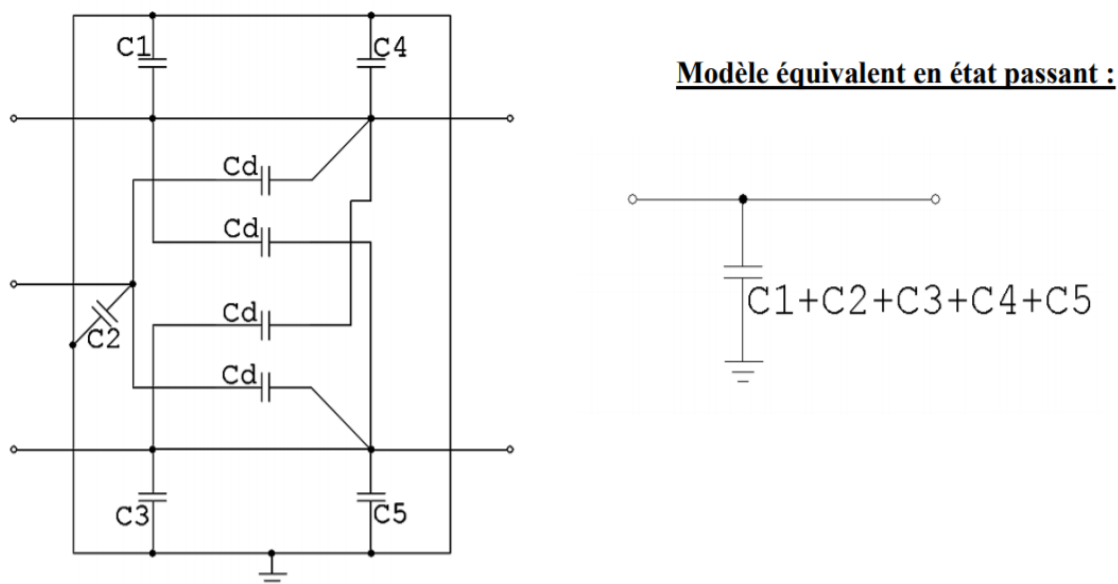 C1
C4
Modèle équivalent en état passant :
Cd
Cd
C1+C2+C3+C4+C5
Cd
C2
Cd
C3
C5